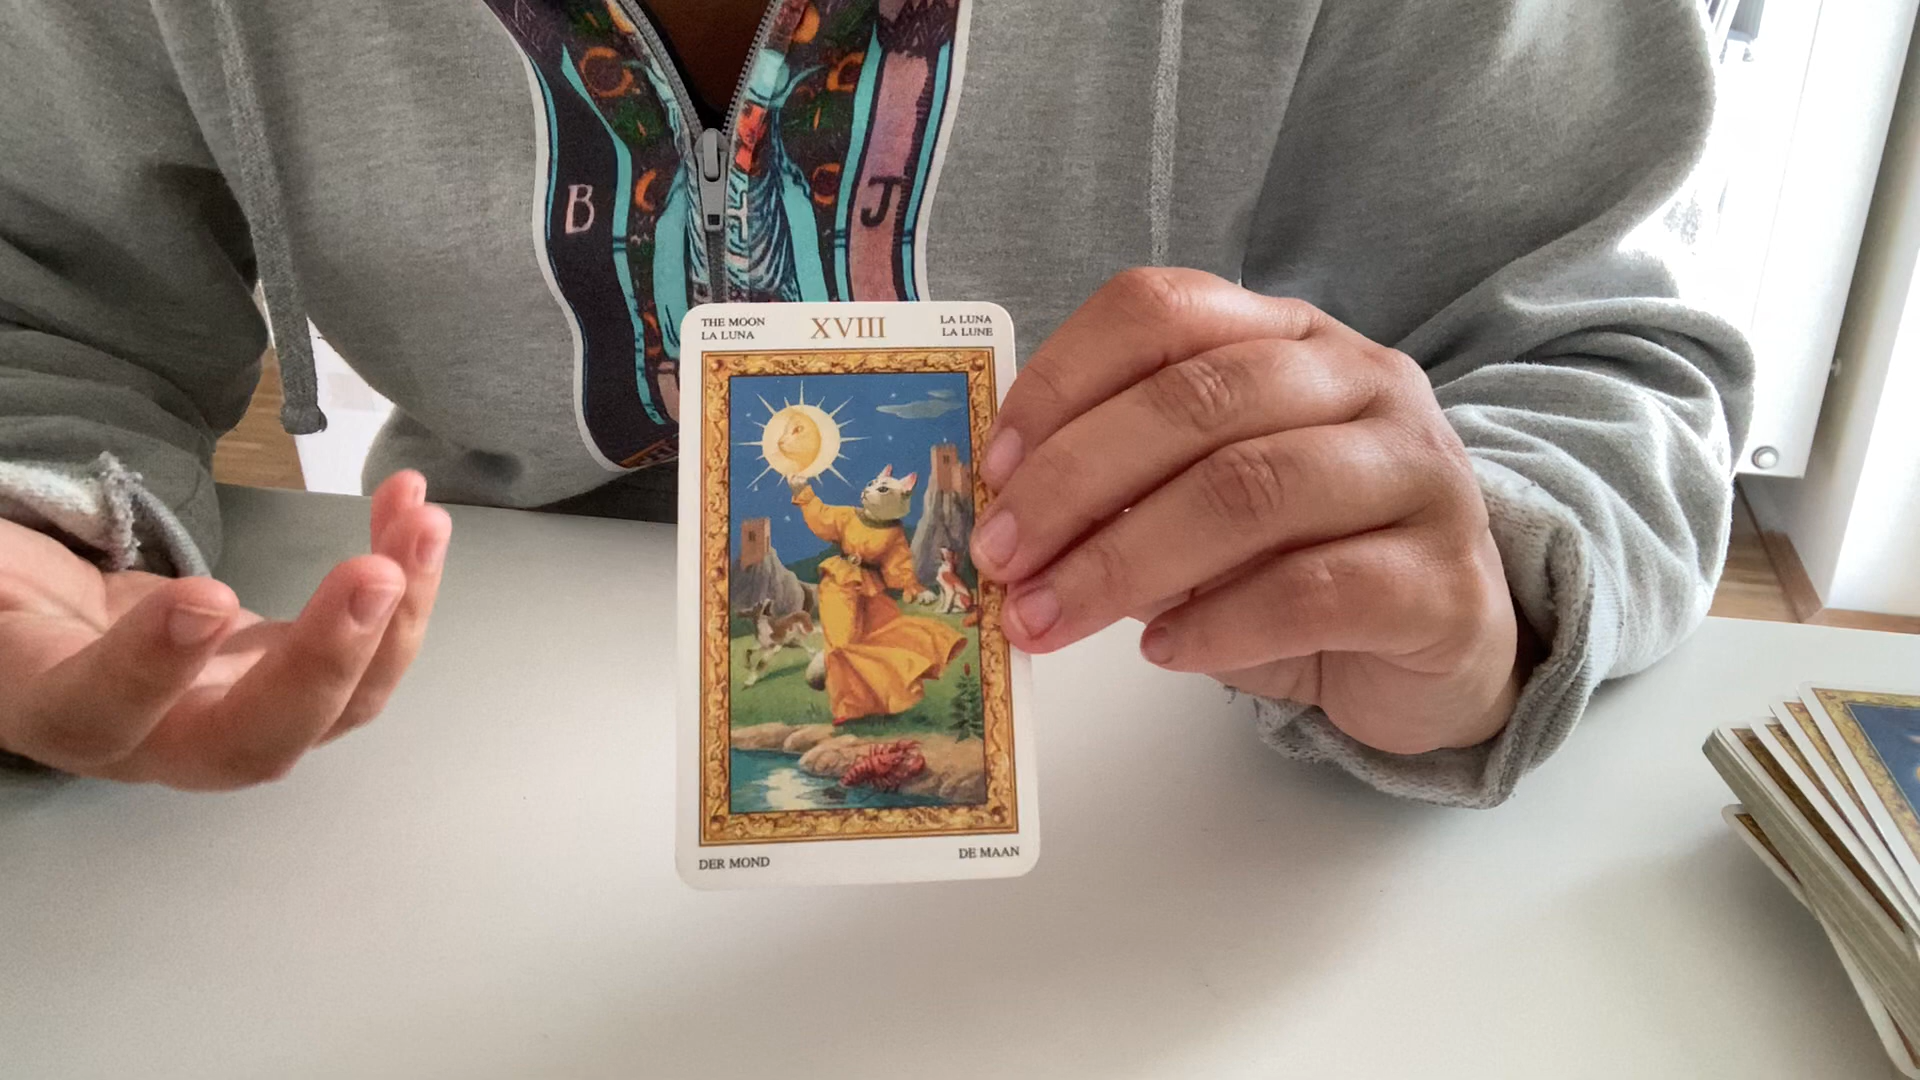 B
J
THE MOON
LA LUNA
XVIII
LA LUNA
LA LUNE
DER MOND
DE MAAN